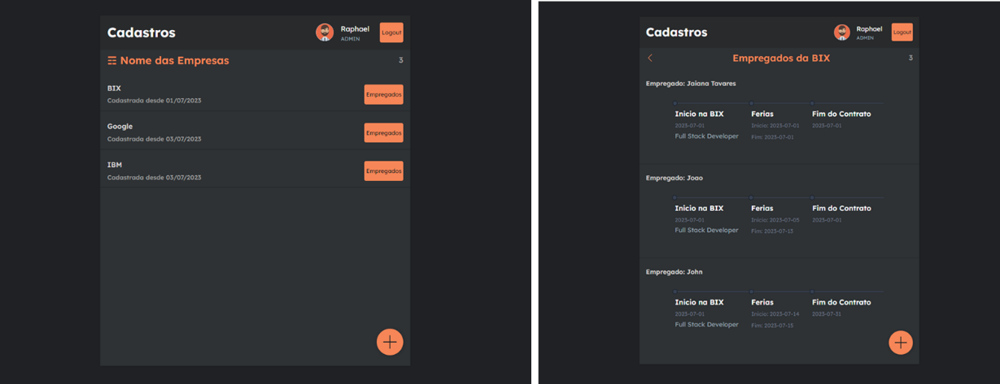 Cadastros
Raphael
ADMIN
Logout
Nome das Empresas
3
BIX
Cadastrada desde 01/07/2023
Empregados
Google
Cadastrada desde 03/07/2023
Empregados
IBM
Cadastrada desde 03/07/2023
Empregados
Cadastros
Raphael
ADMIN
Logout
Empregados da BIX
3
Empregado: Jaiana Tavares
Inicio na BIX
2023-07-01
Full Stack Developer
Ferias
Início: 2023-07-01
Fim: 2023-07-01
Fim do Contrato
2023-07-01
Empregado: Joao
Inicio na BIX
2023-07-01
Full Stack Developer
Ferias
Início: 2023-07-05
Fim: 2023-07-13
Fim do Contrato
2023-07-01
Empregado: John
Inicio na BIX
2023-07-01
Full Stack Developer
Ferias
Início: 2023-07-14
Fim: 2023-07-15
Fim do Contrato
2023-07-31